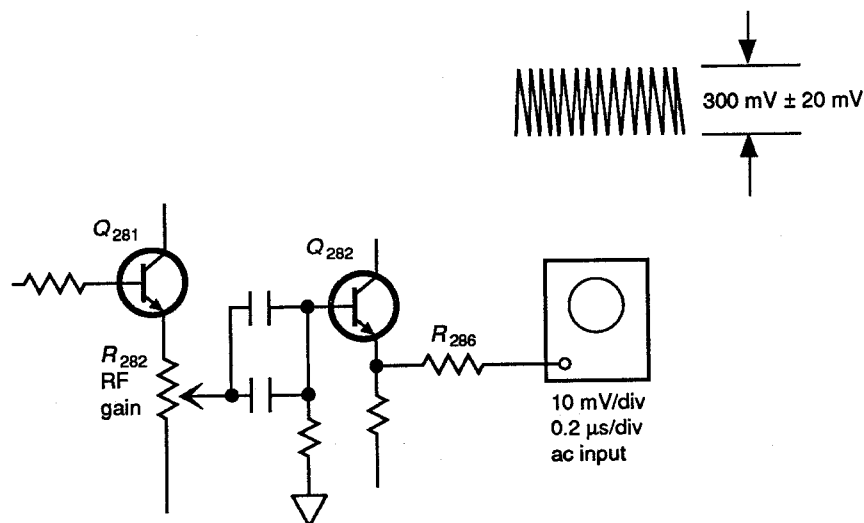 300 mV ± 20 mV
Q281
Q282
R282
RF
gain
R286
10 mV/div
0.2 μs/div
ac input